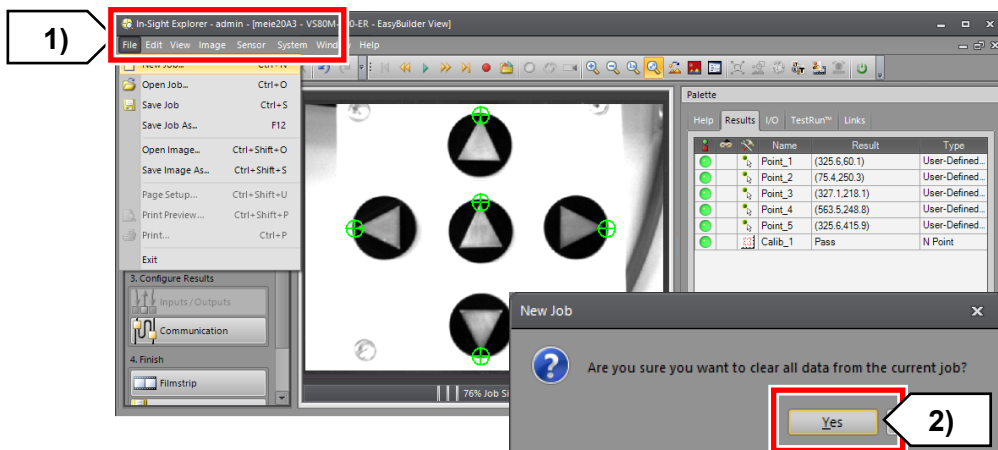 1)
In-Sight Explorer - admin - [meie20A3 - VS80M- 0-ER - EasyBuilder View]
File Edit View Image Sensor System Window Help
New Job... Ctrl+N
Open Job... Ctrl+O
Save Job Ctrl+S
Save Job As... F12
Open Image... Ctrl+Shift+O
Save Image As... Ctrl+Shift+S
Page Setup... Ctrl+Shift+U
Print Preview... Ctrl+Shift+P
Print... Ctrl+P
Exit
3. Configure Results
Inputs / Outputs
Communication
4. Finish
Filmstrip
76% Job Si
Palette
Help Results I/O TestRun™ Links
Name Result Type
Point_1 (325.6,60.1) User-Defined...
Point_2 (75.4,250.3) User-Defined...
Point_3 (327.1,218.1) User-Defined...
Point_4 (563.5,248.8) User-Defined...
Point_5 (325.6,415.9) User-Defined...
Calib_1 Pass N Point
New Job
Are you sure you want to clear all data from the current job?
Yes
2)